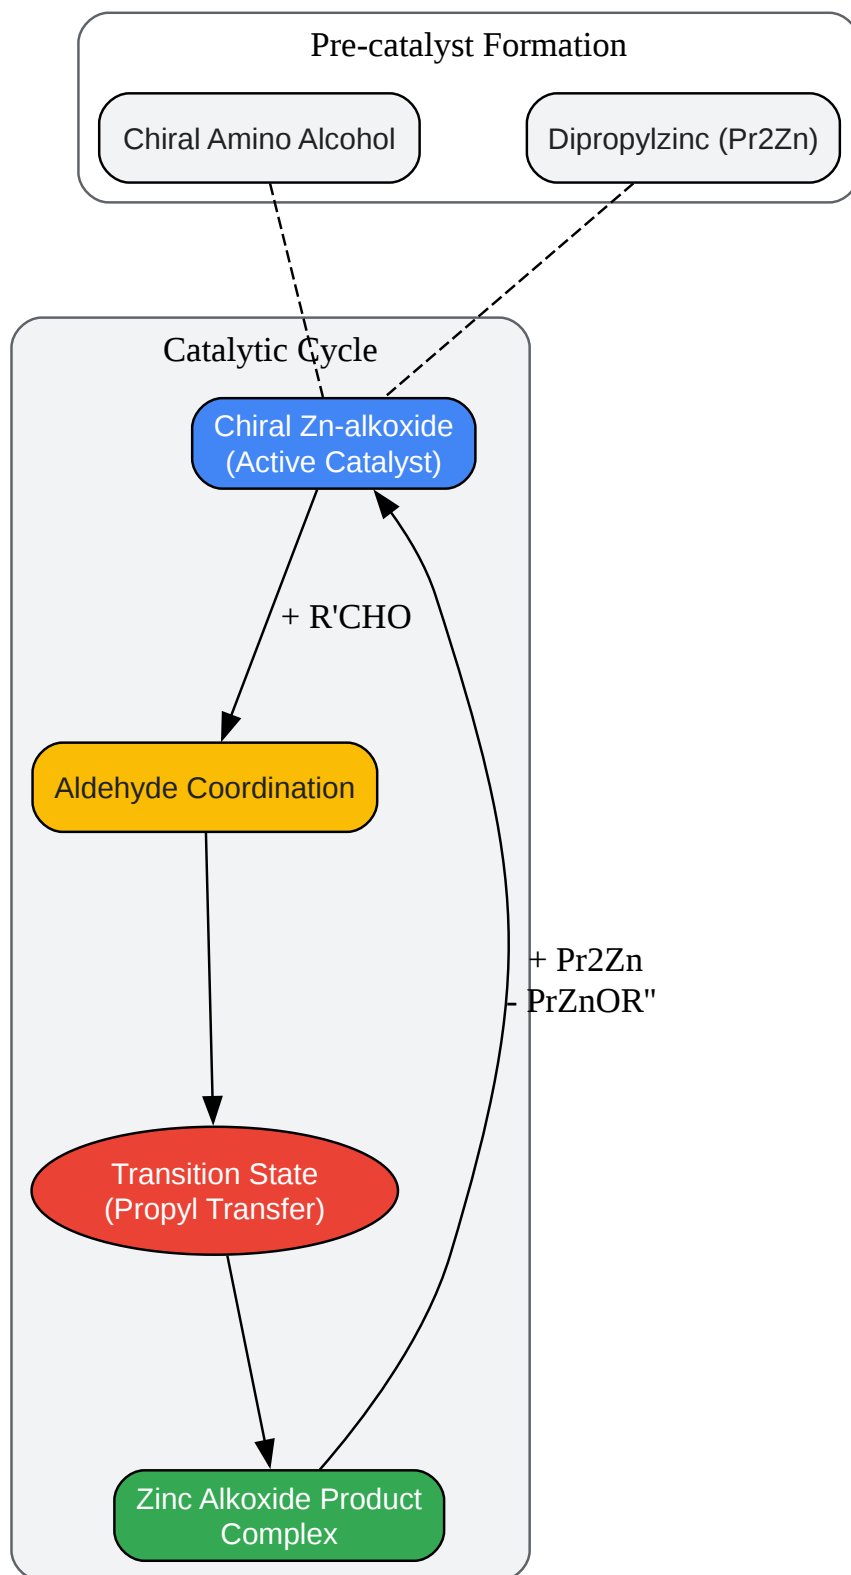 Pre-catalyst Formation
Chiral Amino Alcohol
Dipropylzinc (Pr2Zn)
Catalytic Cycle
Chiral Zn-alkoxide
(Active Catalyst)
+ R'CHO
Aldehyde Coordination
+ Pr2Zn
- PrZnOR"
Transition State
(Propyl Transfer)
Zinc Alkoxide Product
Complex